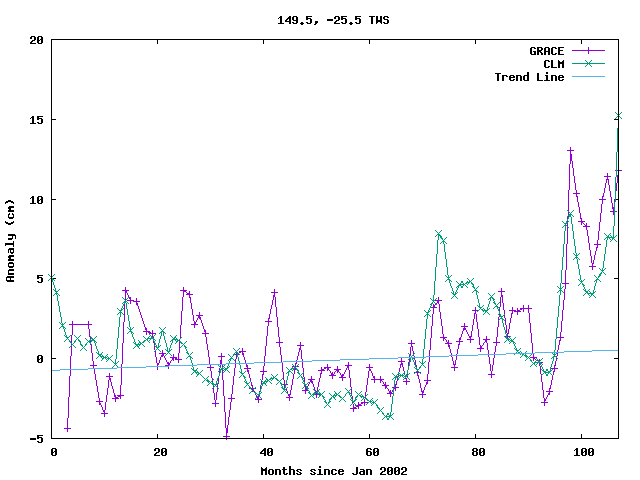 149.5, -25.5 TWS
GRACE
CLM
Trend Line
20
15
10
5
0
-5
Anomaly (cm)
0 20 40 60 80 100
Months since Jan 2002